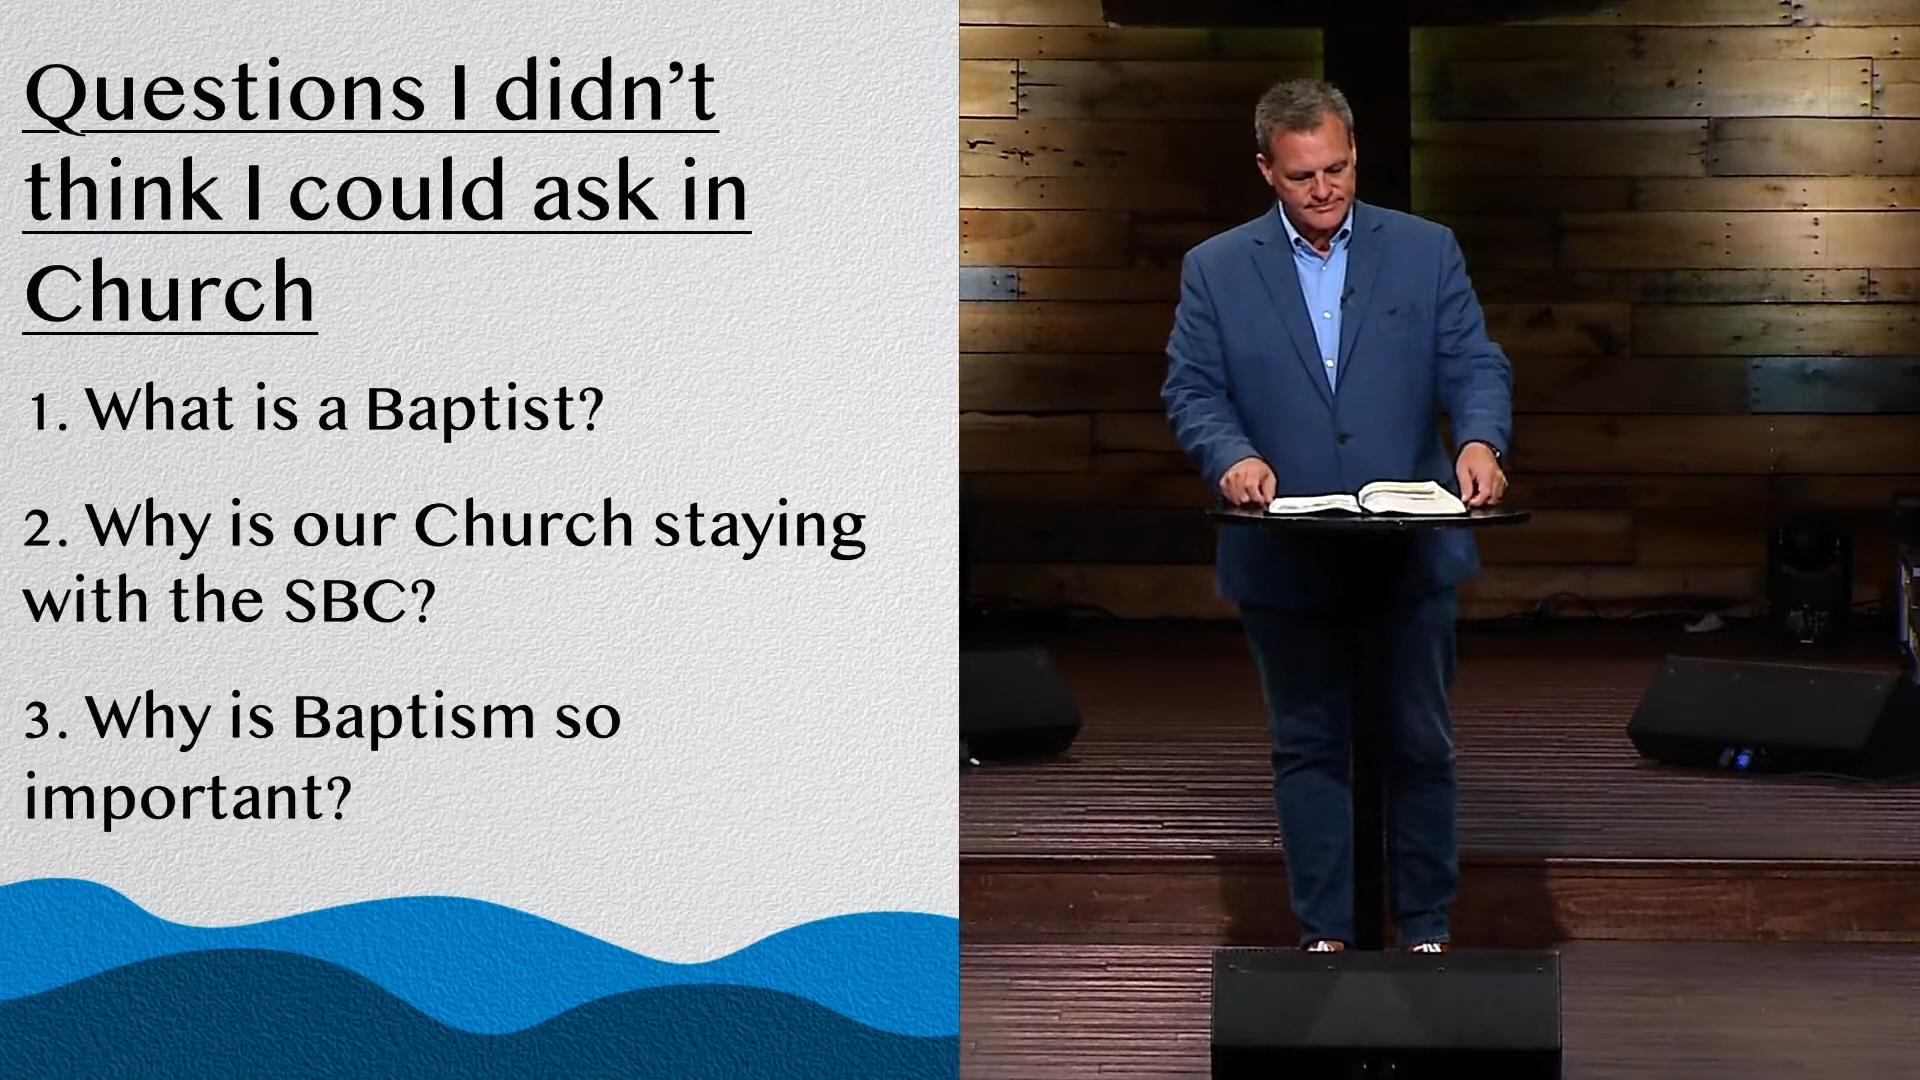 Questions I didn’t
think I could ask in
Church
1. What is a Baptist?
2. Why is our Church staying
with the SBC?
3. Why is Baptism so
important?